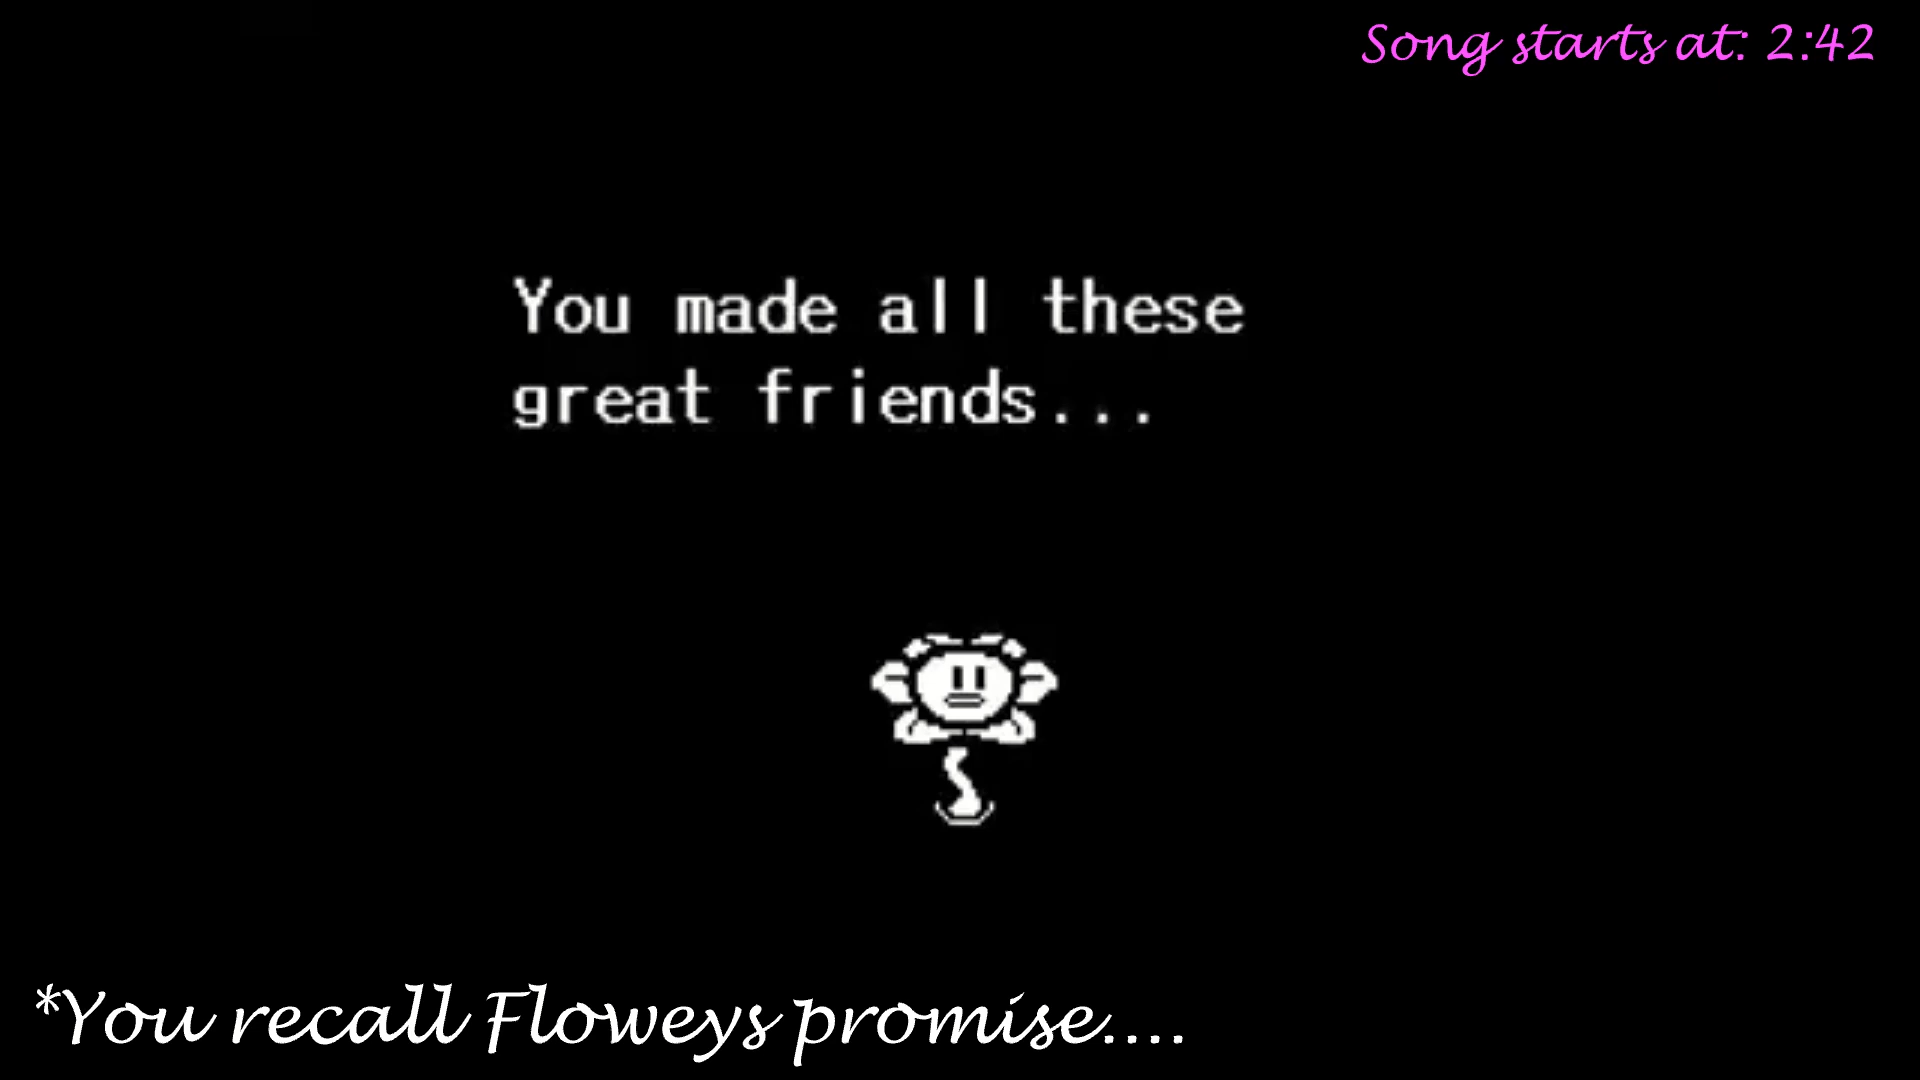 Song starts at: 2:42
You made all these
great friends...
*You recall Floweys promise....